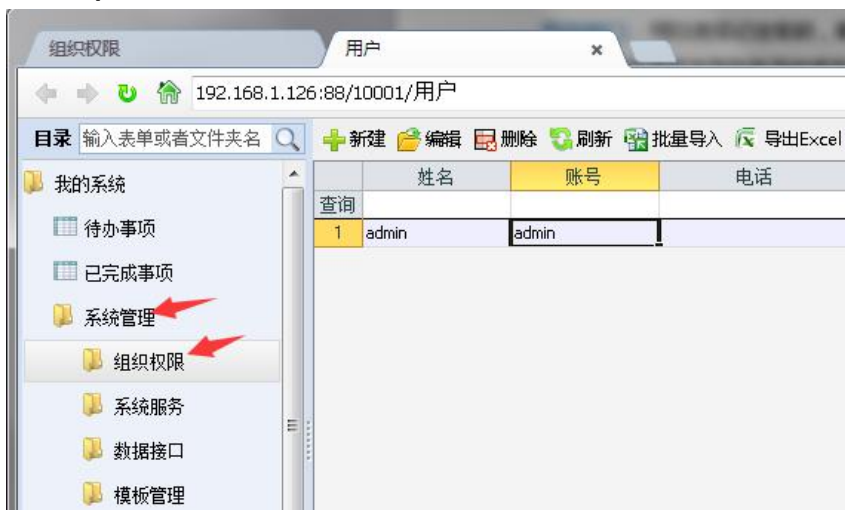 组织权限
用户
192.168.1.126:88/10001/用户
目录 输入表单或者文件夹名
新建 编辑 删除 刷新 批量导入 导出Excel
我的系统
待办事项
已完成事项
系统管理
组织权限
系统服务
数据接口
模板管理
姓名 账号 电话
查询
1 admin admin